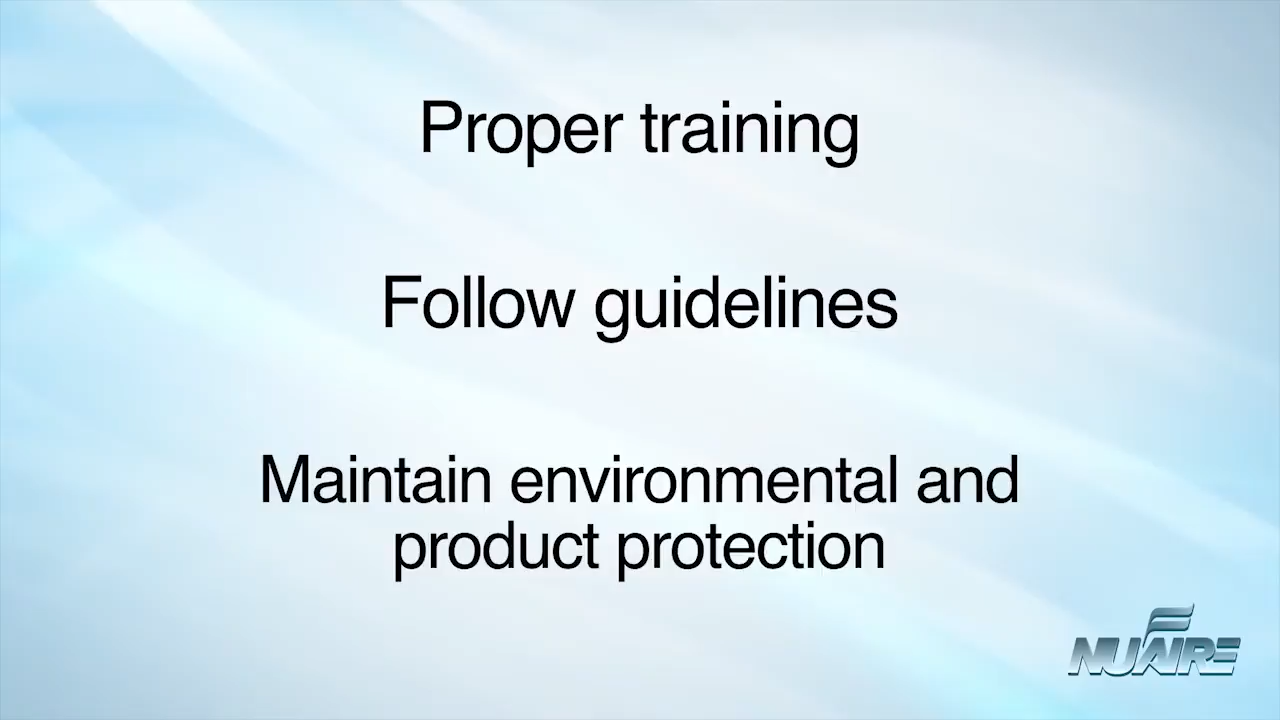 Proper training
Follow guidelines
Maintain environmental and
product protection
NUAIRE